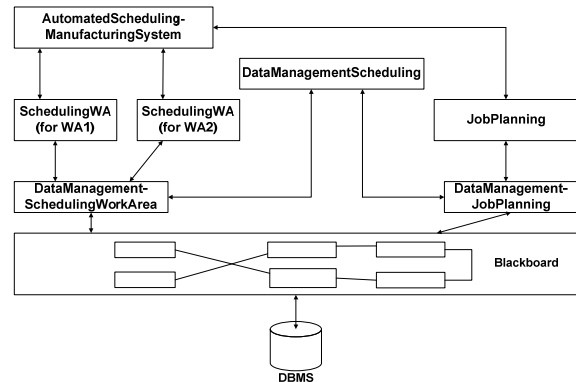 AutomatedScheduling-
ManufacturingSystem
DataManagementScheduling
SchedulingWA
(for WA1)
SchedulingWA
(for WA2)
JobPlanning
DataManagement-
SchedulingWorkArea
DataManagement-
JobPlanning
Blackboard
DBMS